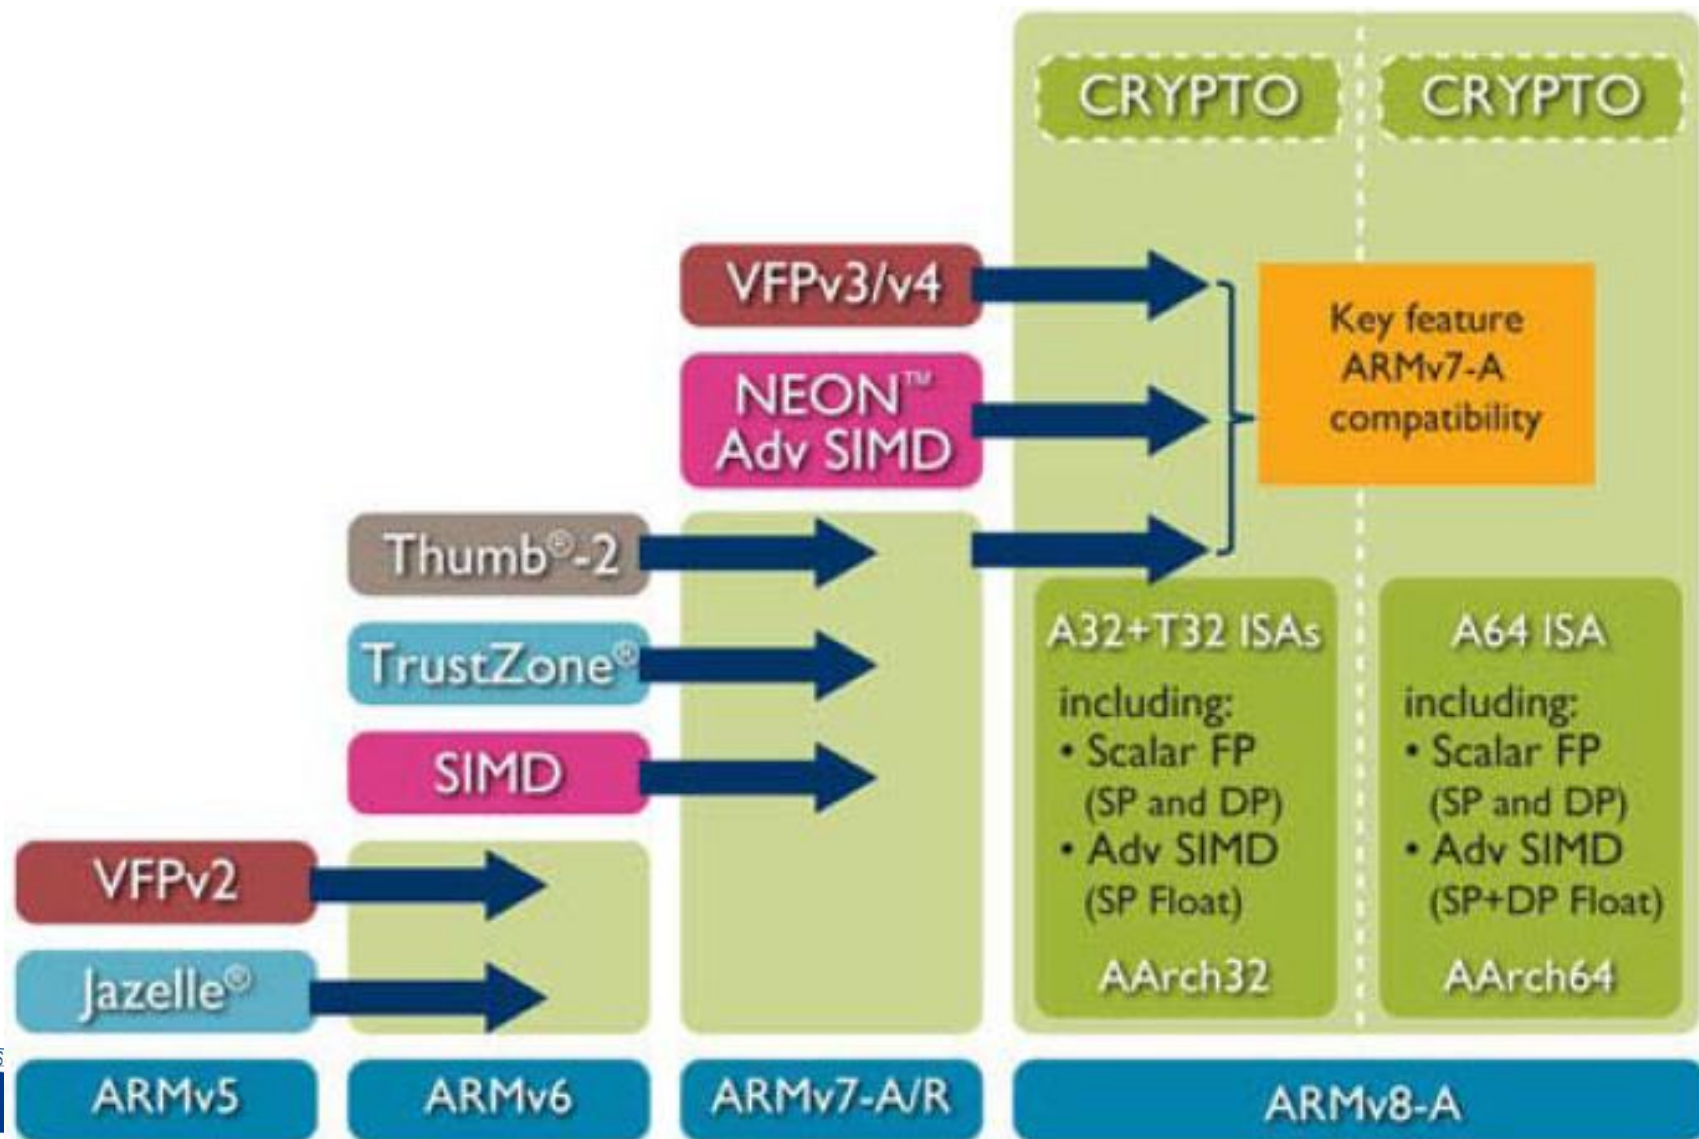 CRYPTO
CRYPTO
VFPv3/v4
NEON™
Adv SIMD
Key feature
ARMv7-A
compatibility
Thumb®-2
TrustZone®
SIMD
VFPv2
Jazelle®
A32+T32 ISAs
including:
• Scalar FP
(SP and DP)
• Adv SIMD
(SP Float)
AArch32
A64 ISA
including:
• Scalar FP
(SP and DP)
• Adv SIMD
(SP+DP Float)
AArch64
ARMv5
ARMv6
ARMv7-A/R
ARMv8-A